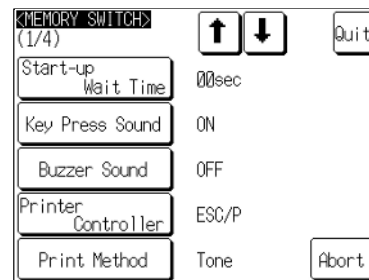 <MEMORY SWITCH>
(1/4)
Quit
Start-up
Wait Time
00sec
Key Press Sound
ON
Buzzer Sound
OFF
Printer
Controller
ESC/P
Print Method
Tone
Abort